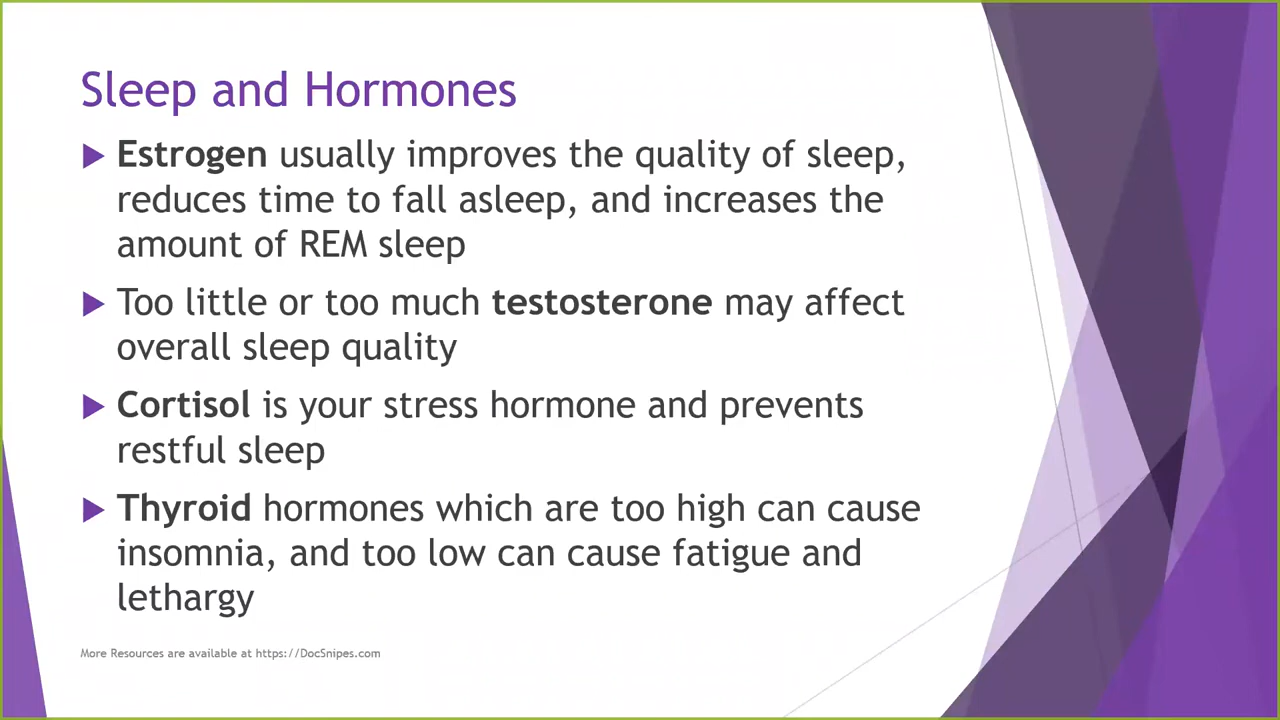 Sleep and Hormones
Estrogen usually improves the quality of sleep,
reduces time to fall asleep, and increases the
amount of REM sleep
Too little or too much testosterone may affect
overall sleep quality
Cortisol is your stress hormone and prevents
restful sleep
Thyroid hormones which are too high can cause
insomnia, and too low can cause fatigue and
lethargy
More Resources are available at https://DocSnipes.com